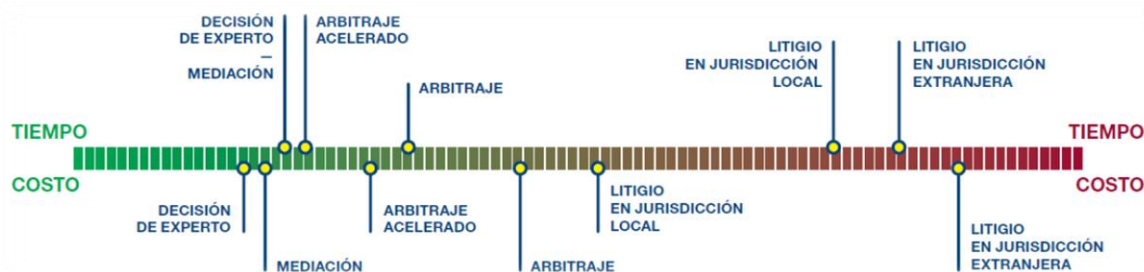 DECISIÓN
DE EXPERTO
—
MEDIACIÓN
ARBITRAJE
ACELERADO
ARBITRAJE
LITIGIO
EN JURISDICCIÓN
LOCAL
LITIGIO
EN JURISDICCIÓN
EXTRANJERA
TIEMPO
TIEMPO
COSTO
COSTO
DECISIÓN
DE EXPERTO
MEDIACIÓN
ARBITRAJE
ACELERADO
ARBITRAJE
LITIGIO
EN JURISDICCIÓN
LOCAL
LITIGIO
EN JURISDICCIÓN
EXTRANJERA